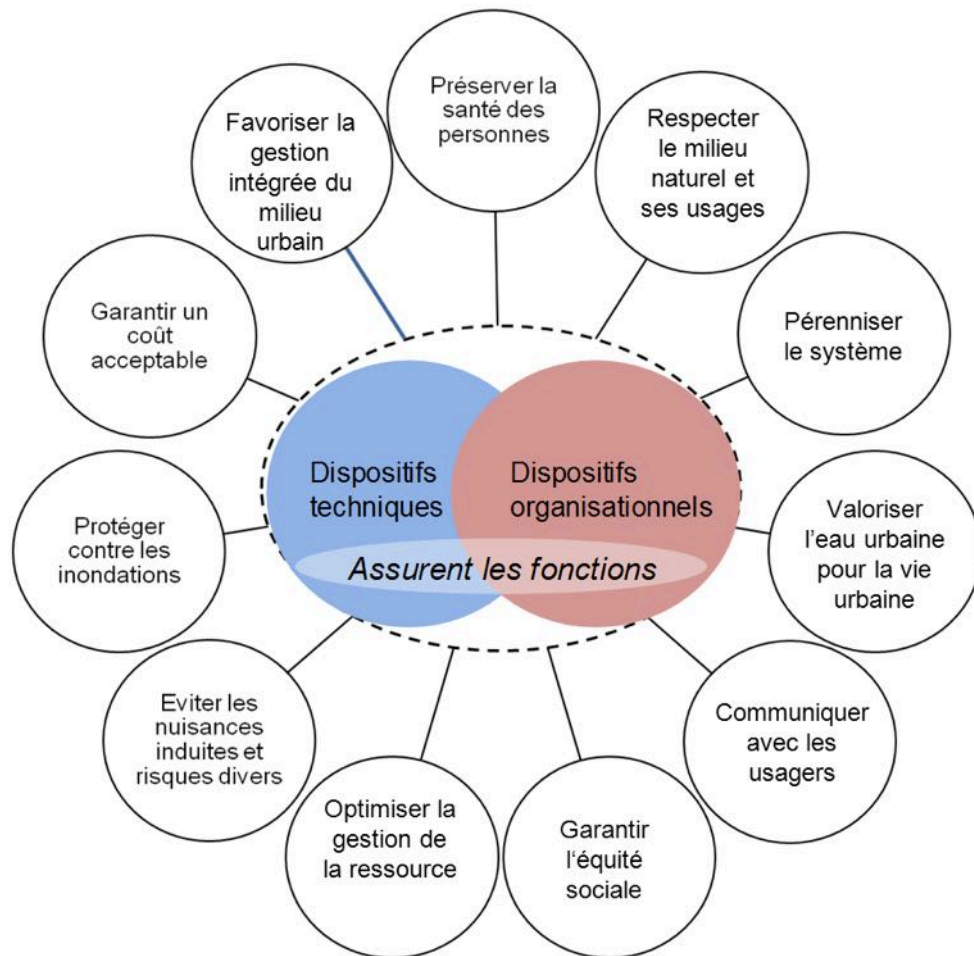 Préserver la
santé des
personnes
Respecter
le milieu
naturel et
ses usages
Pérenniser
le système
Valoriser
l'eau urbaine
pour la vie
urbaine
Communiquer
avec les
usagers
Garantir
l‘équité
sociale
Optimiser la
gestion de
la ressource
Eviter les
nuisances
induites et
risques divers
Protéger
contre les
inondations
Garantir un
coût
acceptable
Favoriser la
gestion
intégrée du
milieu
urbain
Dispositifs
techniques
Dispositifs
organisationnels
Assurent les fonctions